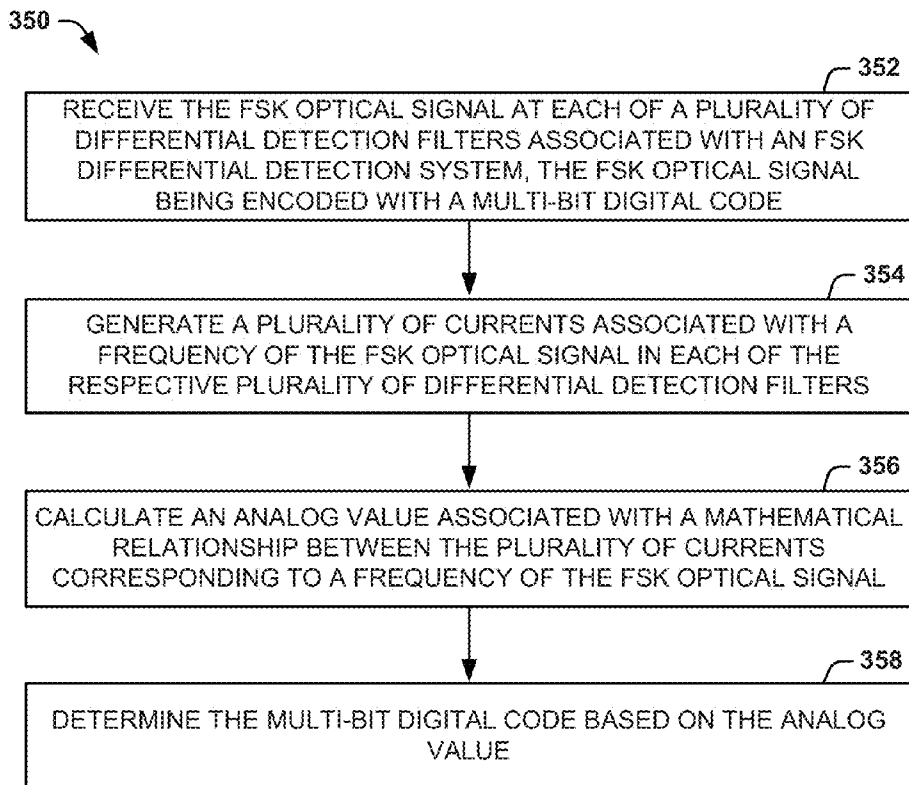 350
352
RECEIVE THE FSK OPTICAL SIGNAL AT EACH OF A PLURALITY OF
DIFFERENTIAL DETECTION FILTERS ASSOCIATED WITH AN FSK
DIFFERENTIAL DETECTION SYSTEM, THE FSK OPTICAL SIGNAL
BEING ENCODED WITH A MULTI-BIT DIGITAL CODE
354
GENERATE A PLURALITY OF CURRENTS ASSOCIATED WITH A
FREQUENCY OF THE FSK OPTICAL SIGNAL IN EACH OF THE
RESPECTIVE PLURALITY OF DIFFERENTIAL DETECTION FILTERS
356
CALCULATE AN ANALOG VALUE ASSOCIATED WITH A MATHEMATICAL
RELATIONSHIP BETWEEN THE PLURALITY OF CURRENTS
CORRESPONDING TO A FREQUENCY OF THE FSK OPTICAL SIGNAL
358
DETERMINE THE MULTI-BIT DIGITAL CODE BASED ON THE ANALOG
VALUE